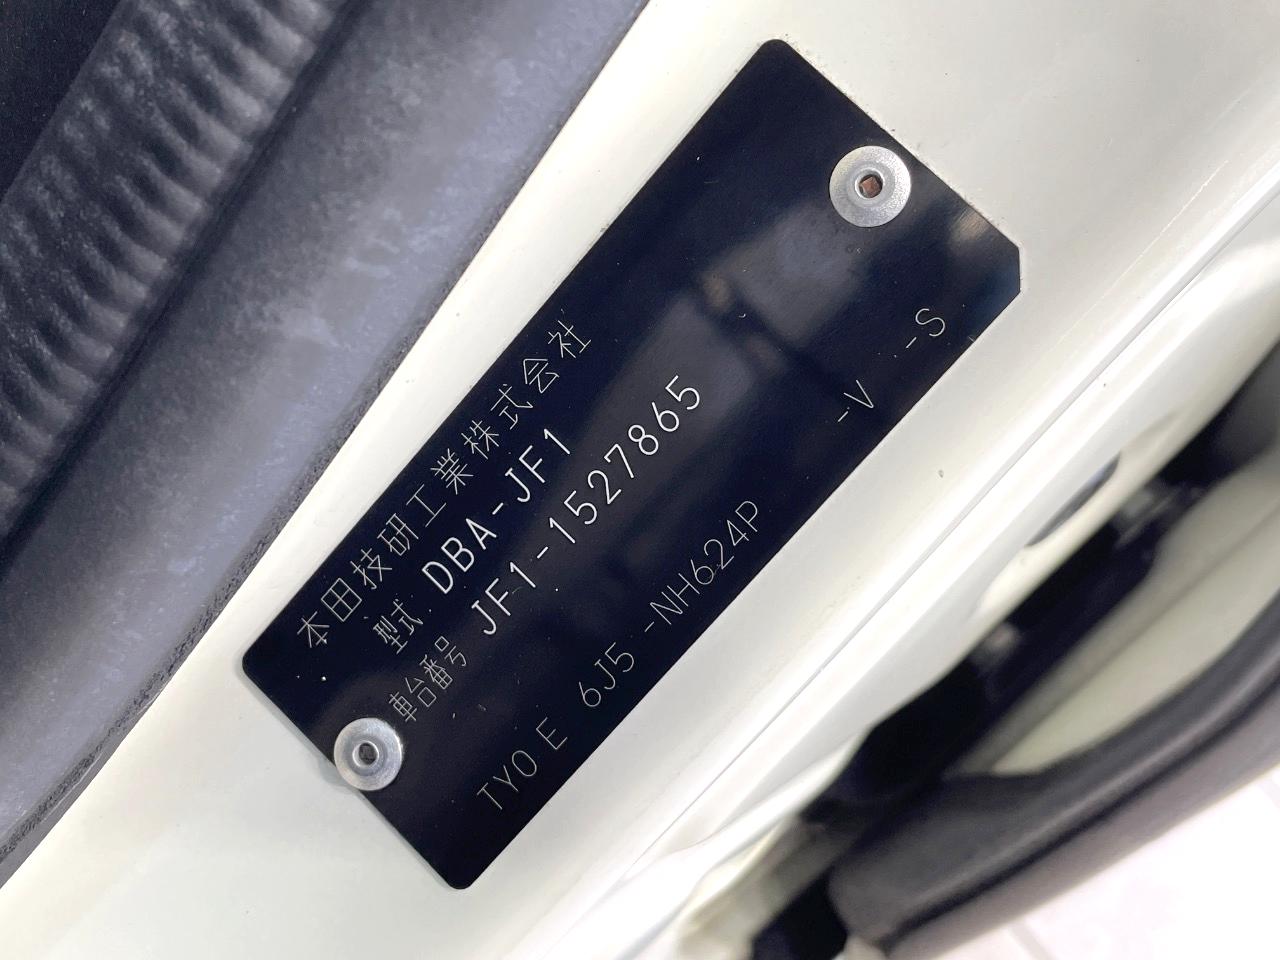 本田技研工業株式会社
型式 DBA-JF1
車台番号 JF1-1527865
TYO E 6J5 -NH624P -V -S